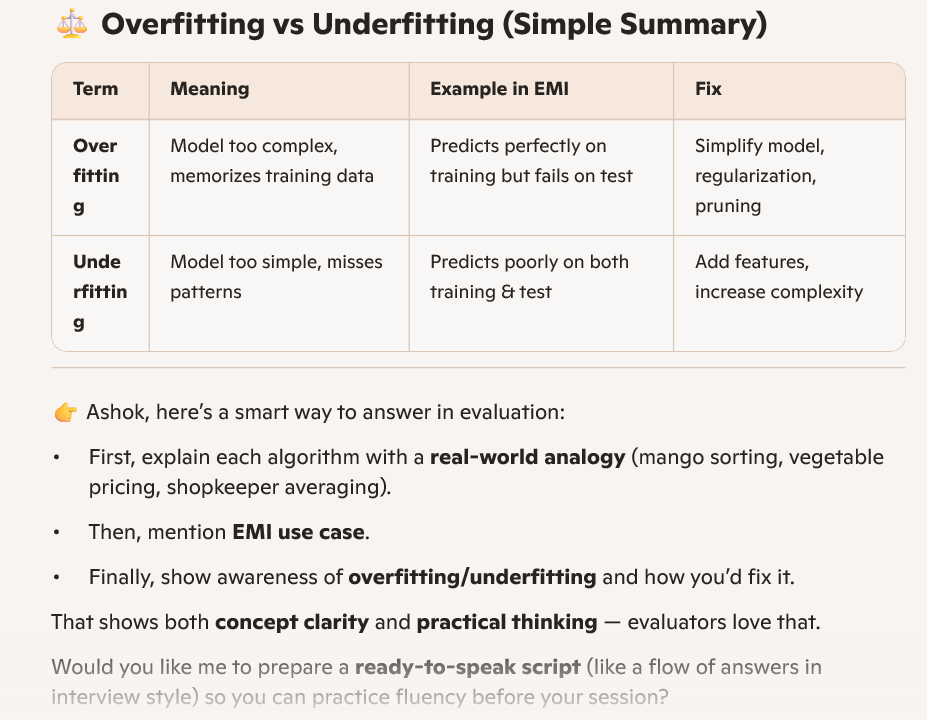 ⚖️ Overfitting vs Underfitting (Simple Summary)
Term Meaning Example in EMI Fix
Over
fittin
g
Model too complex,
memorizes training data
Predicts perfectly on
training but fails on test
Simplify model,
regularization,
pruning
Unde
rfittin
g
Model too simple, misses
patterns
Predicts poorly on both
training & test
Add features,
increase complexity
👉 Ashok, here’s a smart way to answer in evaluation:
• First, explain each algorithm with a real-world analogy (mango sorting, vegetable
pricing, shopkeeper averaging).
• Then, mention EMI use case.
• Finally, show awareness of overfitting/underfitting and how you’d fix it.
That shows both concept clarity and practical thinking — evaluators love that.
Would you like me to prepare a ready-to-speak script (like a flow of answers in
interview style) so you can practice fluency before your session?